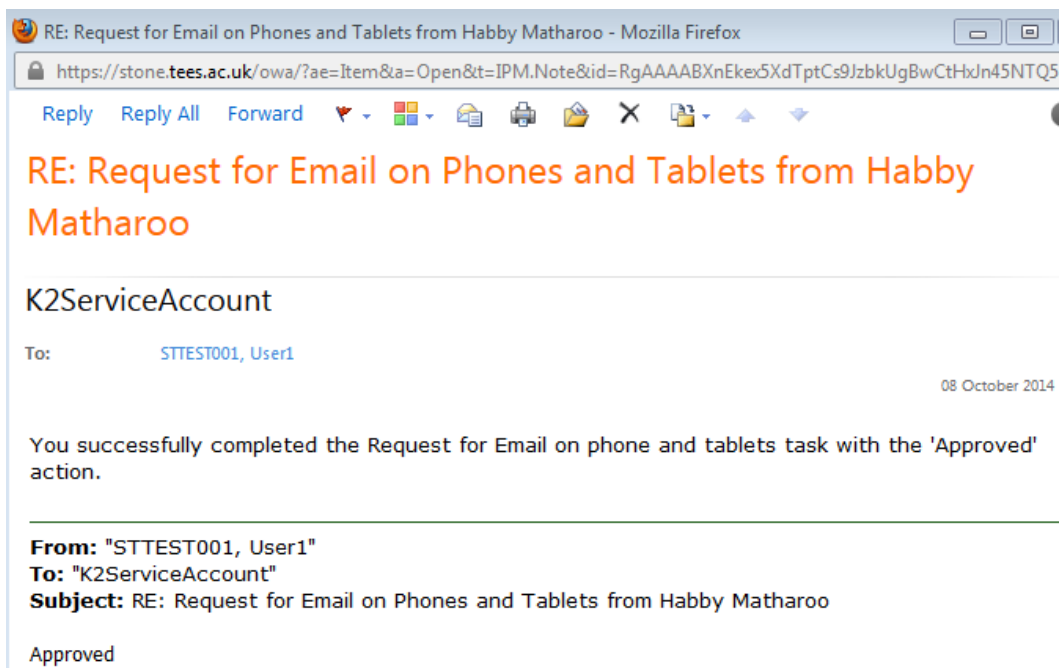 RE: Request for Email on Phones and Tablets from Habby Matharoo - Mozilla Firefox
https://stone.tees.ac.uk/owa/?ae=Item&a=Open&t=IPM.Note&id=RgAAAABXnEkex5XdTptCs9JzbkUgBwCtHxJn45NTQ5
Reply Reply All Forward
RE: Request for Email on Phones and Tablets from Habby
Matharoo
K2ServiceAccount
To: STTEST001, User1
08 October 2014
You successfully completed the Request for Email on phone and tablets task with the 'Approved'
action.
From: "STTEST001, User1"
To: "K2ServiceAccount"
Subject: RE: Request for Email on Phones and Tablets from Habby Matharoo
Approved